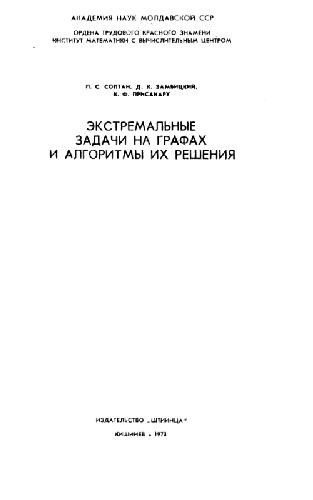 АКАДЕМИЯ НАУК МОЛДАВСКОЙ ССР
ОРДЕНА ТРУДОВОГО КРАСНОГО ЗНАМЕНИ
ИНСТИТУТ МАТЕМАТИКИ С ВЫЧИСЛИТЕЛЬНЫМ ЦЕНТРОМ
П. С. СОЛТАН, Д. К. ЗАМБИЦКИЙ,
К. Ф. ПРИСАКАРУ
ЭКСТРЕМАЛЬНЫЕ
ЗАДАЧИ НА ГРАФАХ
И АЛГОРИТМЫ ИХ РЕШЕНИЯ
ИЗДАТЕЛЬСТВО „ШТИИНЦА"
КИШИНЕВ • 1973